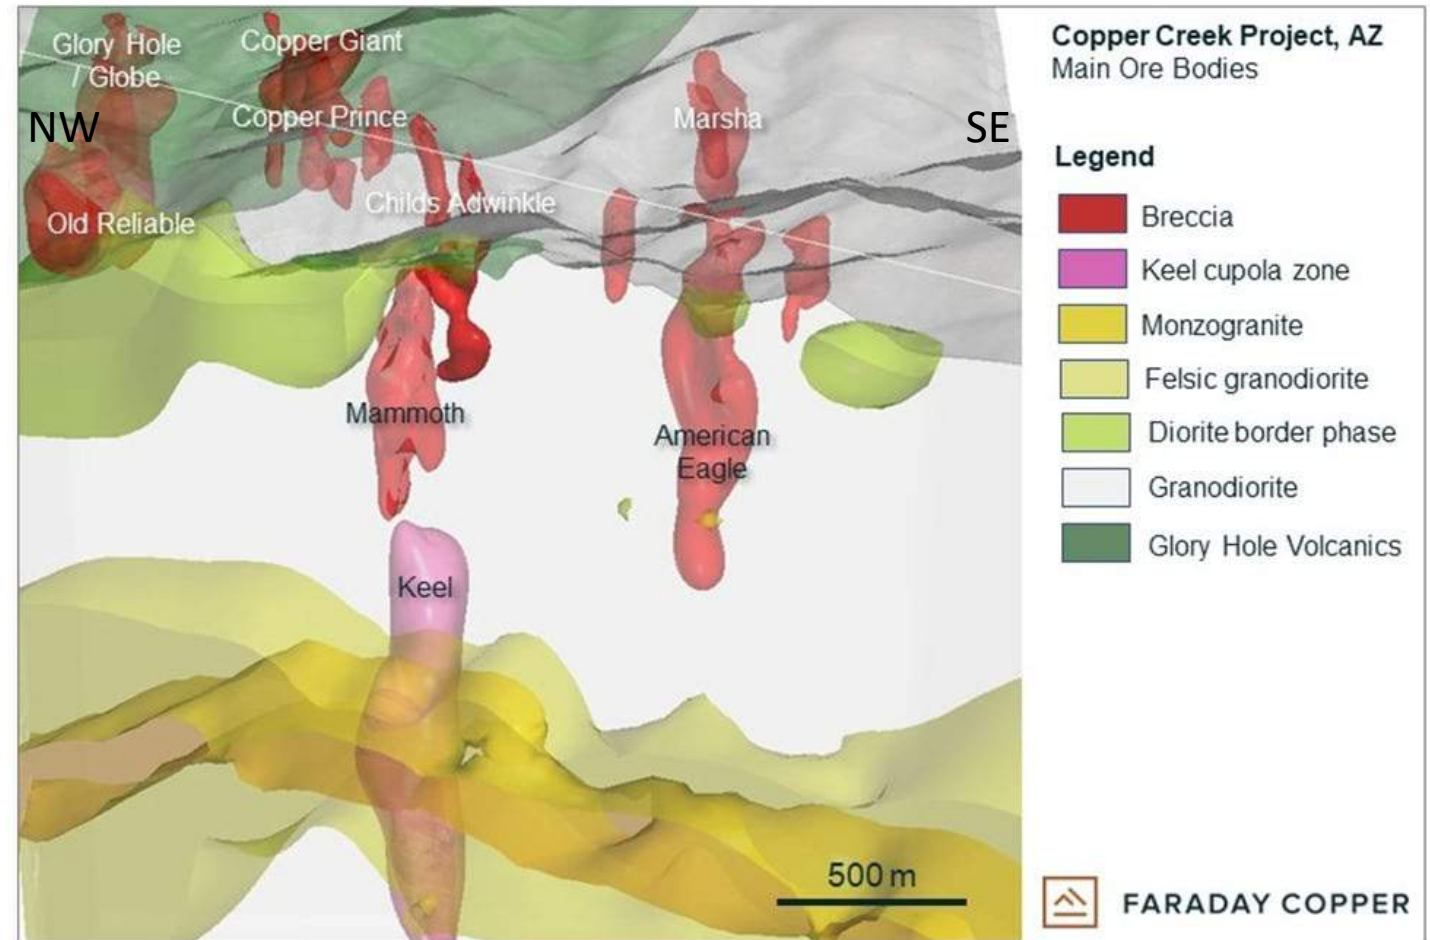 Glory Hole
/ Globe
Copper Giant
Copper Prince
NW
Marsha
SE
Childs Adwinkle
Old Reliable
Mammoth
American
Eagle
Keel
500 m
Copper Creek Project, AZ
Main Ore Bodies
Legend
Breccia
Keel cupola zone
Monzogranite
Felsic granodiorite
Diorite border phase
Granodiorite
Glory Hole Volcanics
FARADAY COPPER